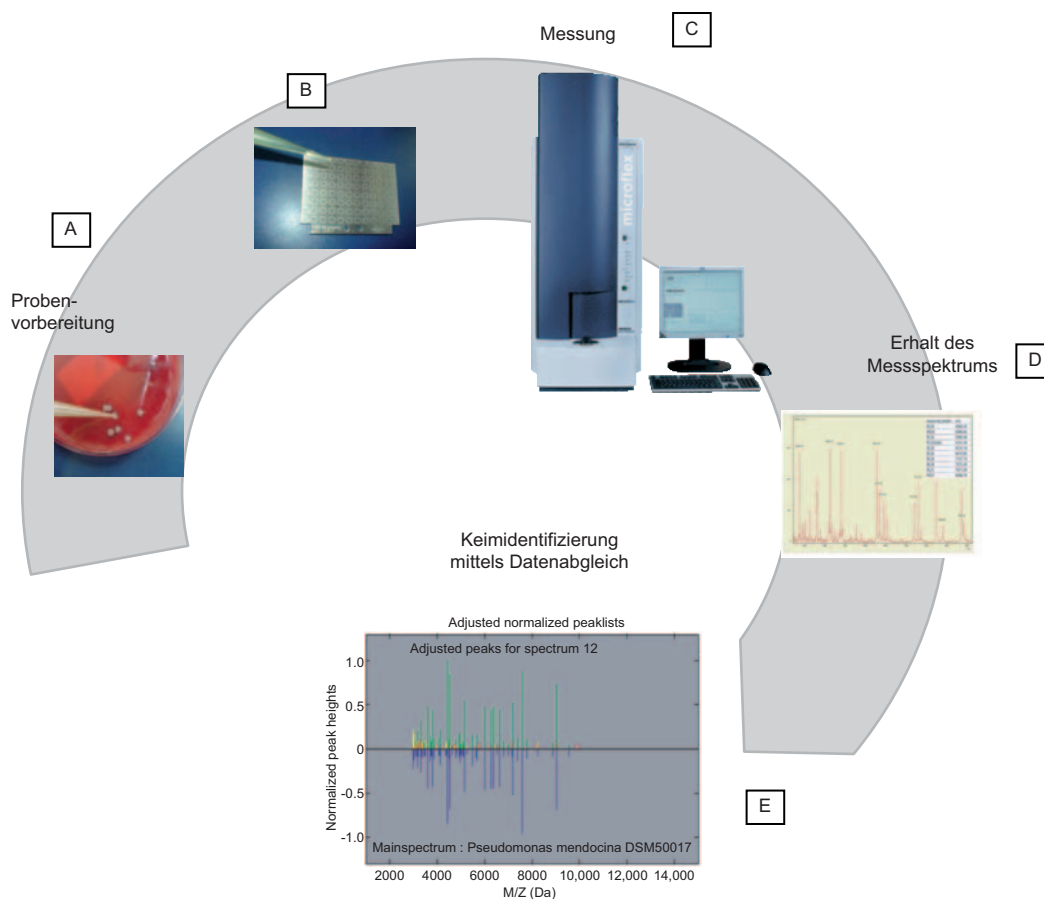 Messung
C
B
A
Proben-
vorbereitung
microflex
Erhalt des
Messspektrums
D
Keimidentifizierung
mittels Datenabgleich
Adjusted normalized peaklists
Adjusted peaks for spectrum 12
Normalized peak heights
1.0
0.5
0
-0.5
-1.0
Mainspectrum : Pseudomonas mendocina DSM50017
2000 4000 6000 8000 10,000 12,000 14,000
M/Z (Da)
E